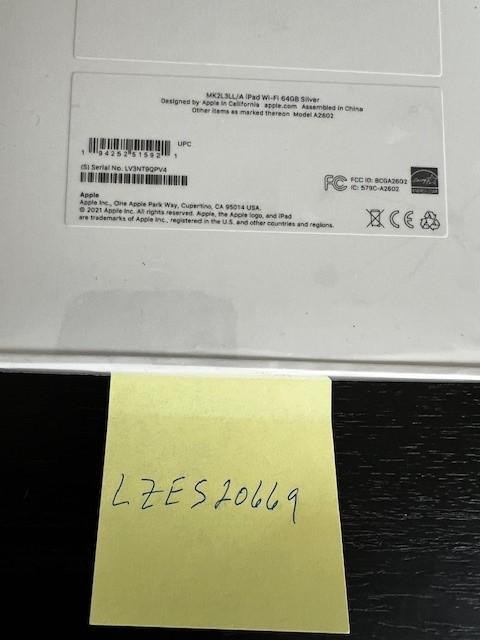 MK2L3LL/A iPad Wi-Fi 64GB Silver
Designed by Apple in California apple.com Assembled in China
Other items as marked thereon Model A2602
UPC
1 94252 51592 1
(S) Serial No. LV3NT9QPV4
FCC ID: BCGA2602
IC: 579C-A2602
Apple
Apple Inc., One Apple Park Way, Cupertino, CA 95014 USA.
© 2021 Apple Inc. All rights reserved. Apple, the Apple logo, and iPad
are trademarks of Apple Inc., registered in the U.S. and other countries and regions.
LZES20669